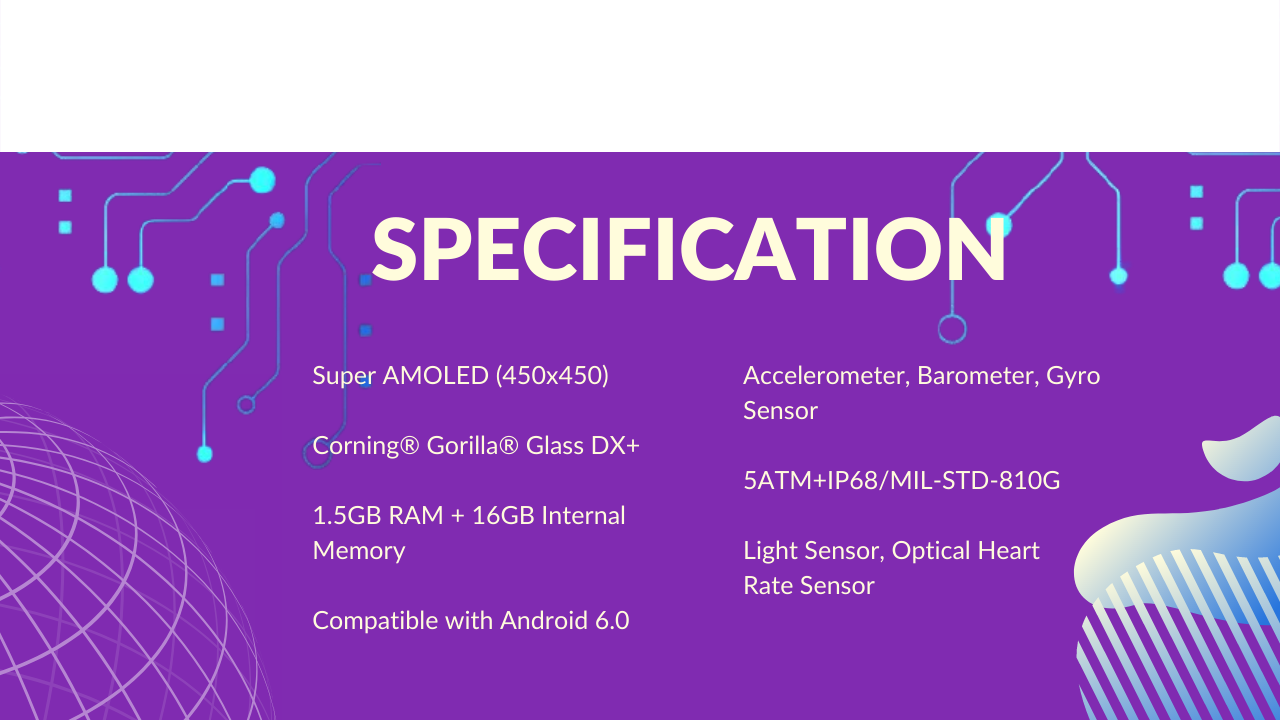 SPECIFICATION
Super AMOLED (450x450)
Corning® Gorilla® Glass DX+
1.5GB RAM + 16GB Internal
Memory
Compatible with Android 6.0
Accelerometer, Barometer, Gyro
Sensor
5ATM+IP68/MIL-STD-810G
Light Sensor, Optical Heart
Rate Sensor